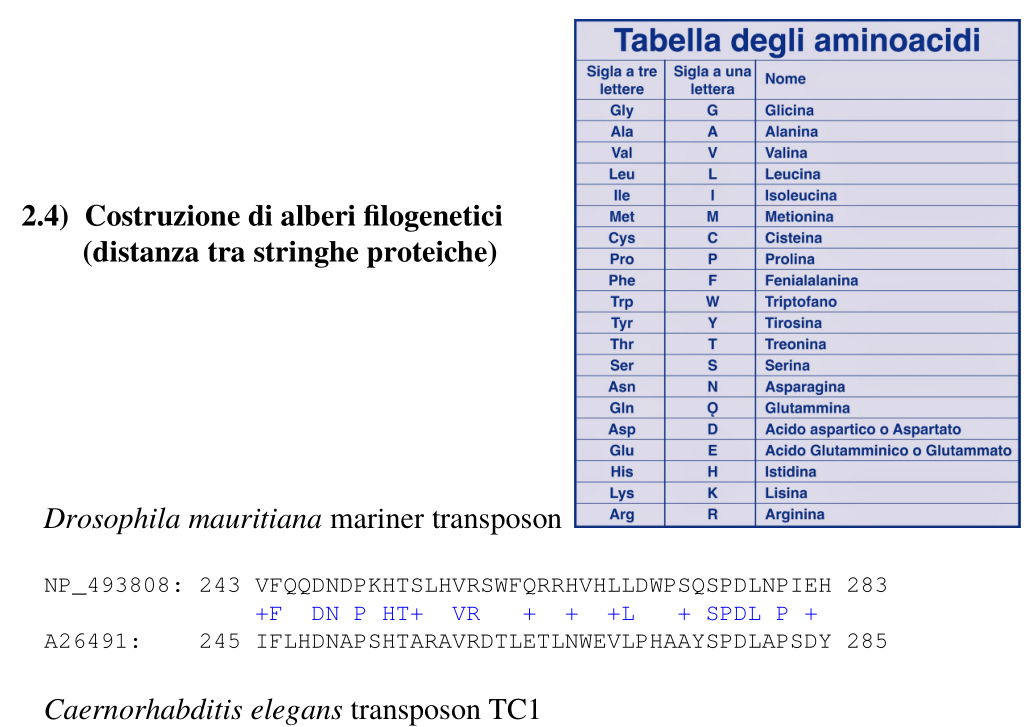 2.4) Costruzione di alberi filogenetici
(distanza tra stringhe proteiche)
Tabella degli aminoacidi
Sigla a tre lettere Sigla a una lettera Nome
Gly G Glicina
Ala A Alanina
Val V Valina
Leu L Leucina
Ile I Isoleucina
Met M Metionina
Cys C Cisteina
Pro P Prolina
Phe F Fenialalanina
Trp W Triptofano
Tyr Y Tirosina
Thr T Treonina
Ser S Serina
Asn N Asparagina
Gln Q Glutammina
Asp D Acido aspartico o Aspartato
Glu E Acido Glutamminico o Glutammato
His H Istidina
Lys K Lisina
Arg R Arginina
Drosophila mauritiana mariner transposon
NP_493808: 243 VFQQDNDPKHTSLHVRSWFQRRHVHLLDWPSQSPDLNPIEH 283
+F  DN P HT+  VR   +  +  +L   + SPDL P +
A26491:    245 IFLHDNAPSHTARAVRDTLETLNWEVLPHAAYSPDLAPSDY 285
Caernorhabditis elegans transposon TC1